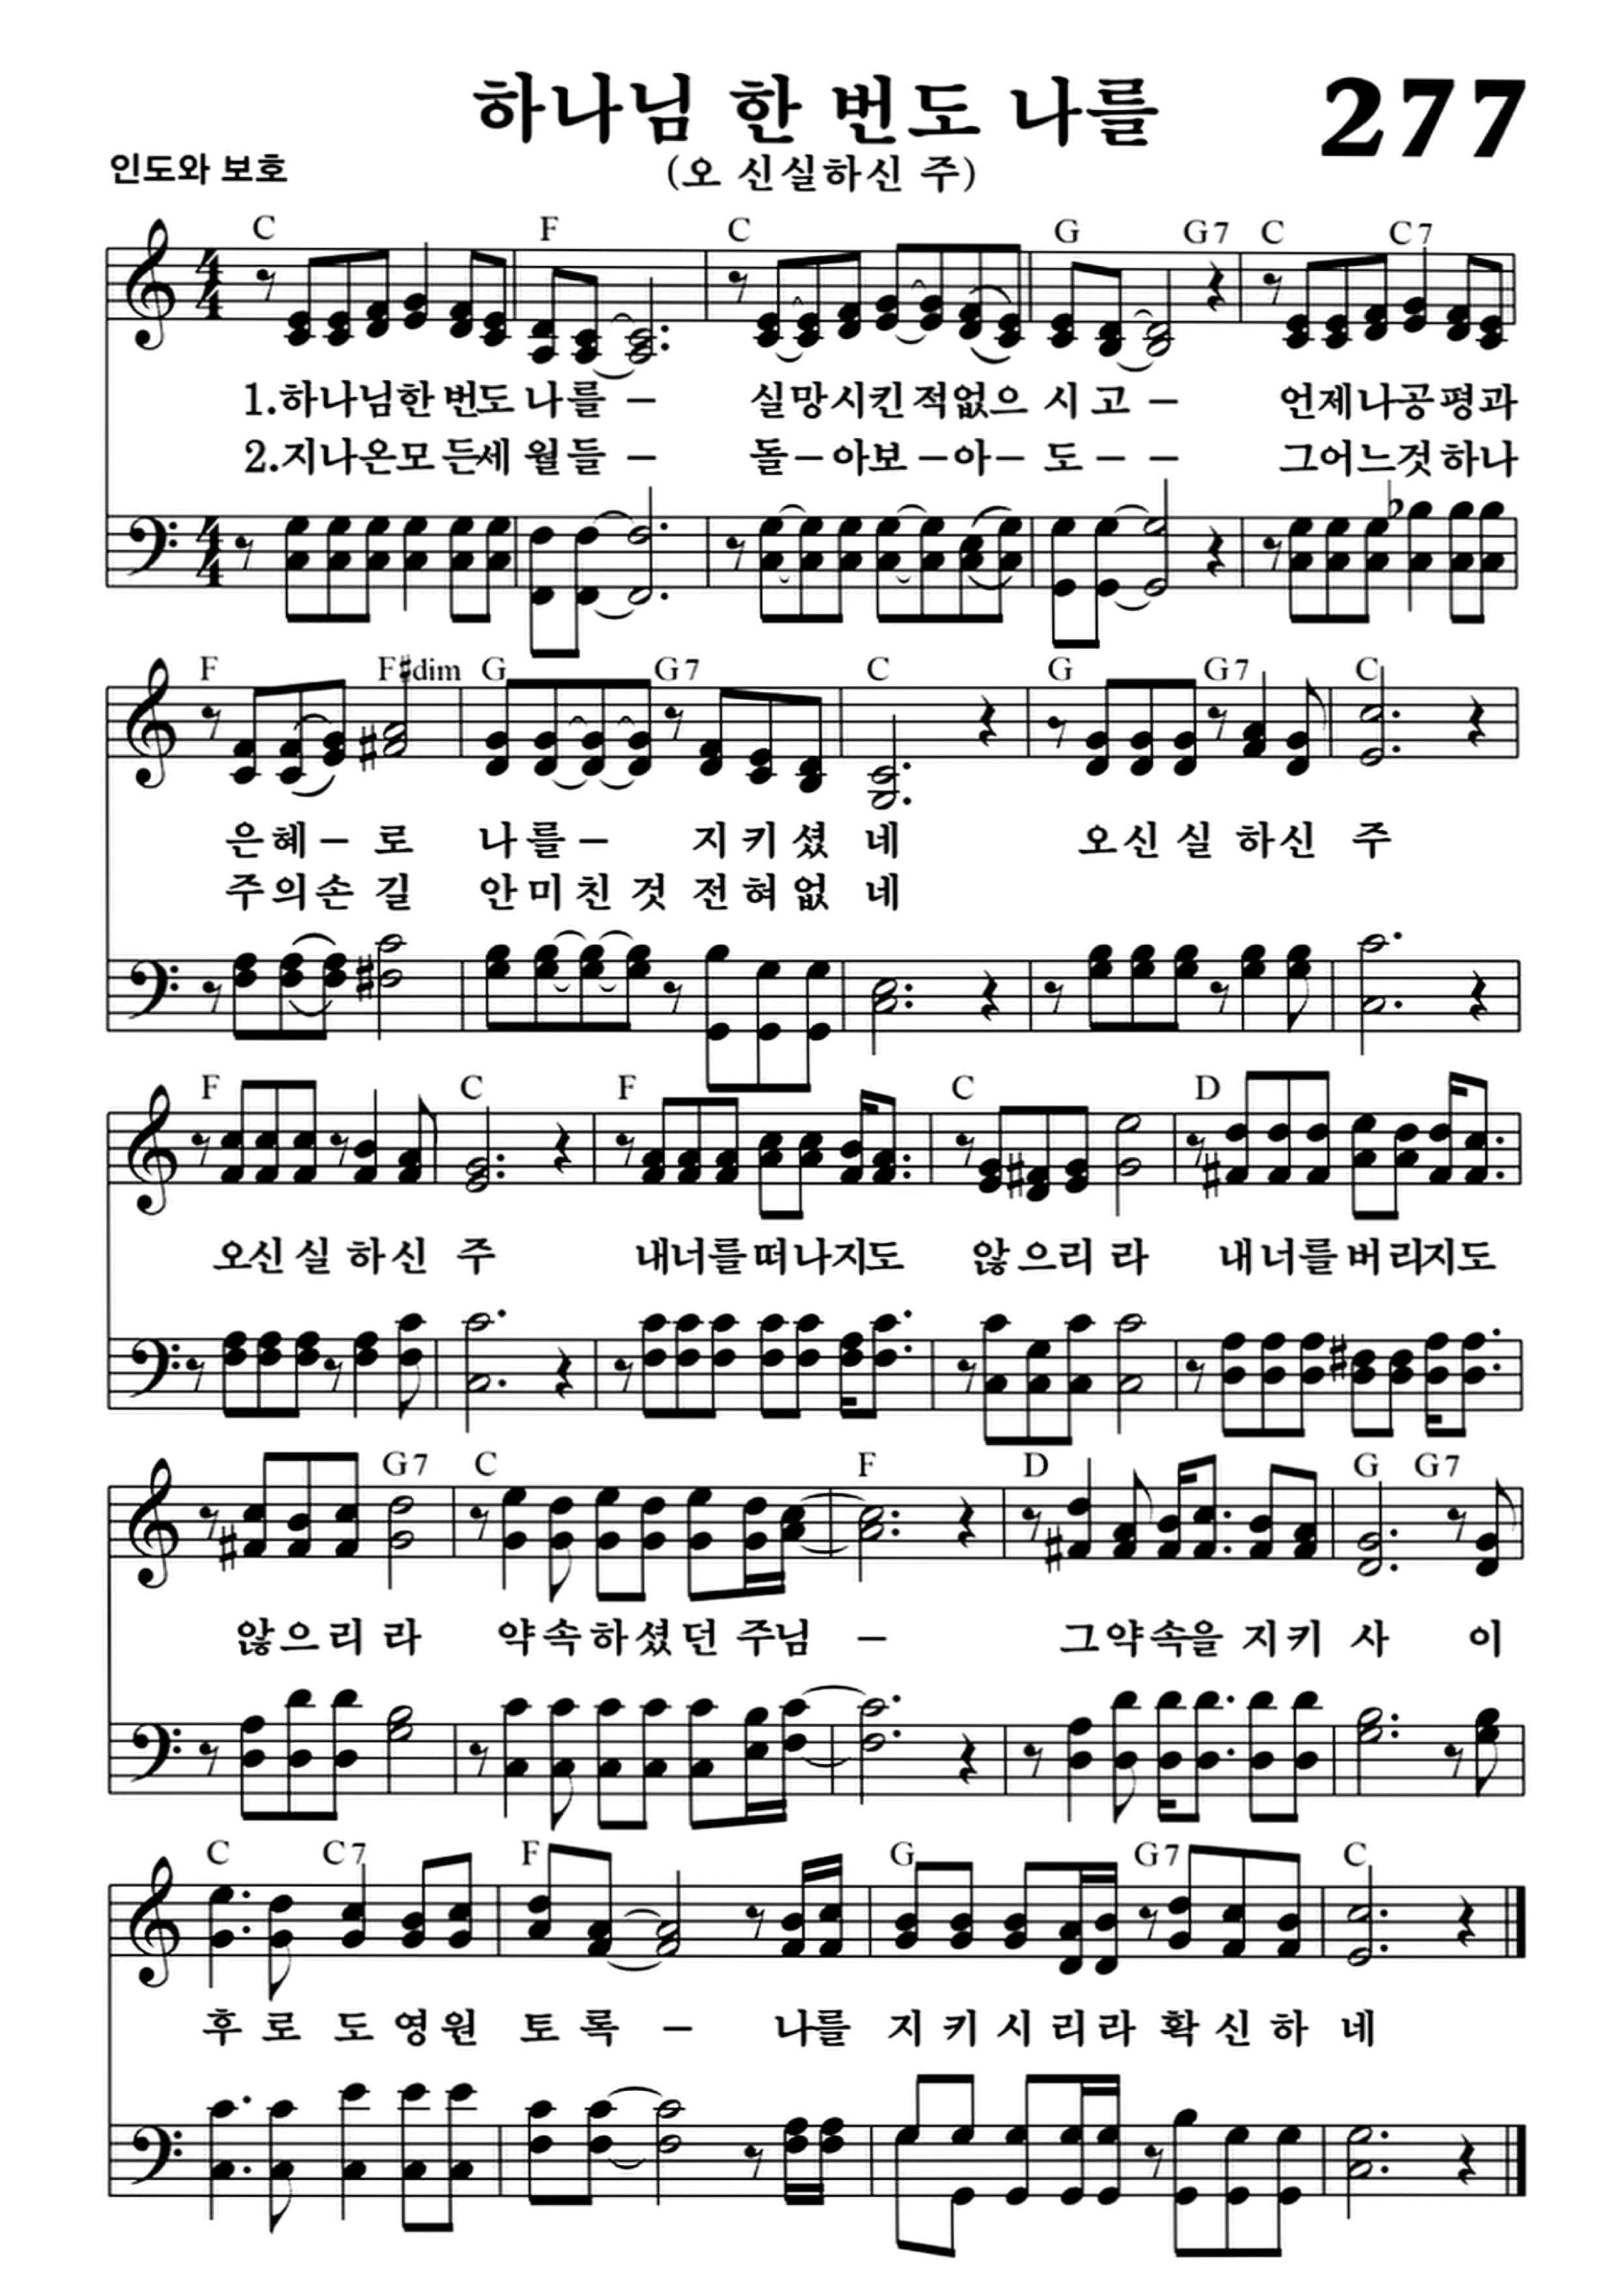 하나님 한 번도 나를 277
인도와 보호 (오 신실하신 주)
C F C G G7 C C7
1.하나님한 번도 나를 – 실망시킨 적없으 시 고 – 언제나공 평과
2.지나온모 든세 월들 – 돌–아보–아– 도 – – 그어느것 하나
F F#dim G G7 C G G7 C
은혜 – 로 나를 – 지 키 셨 네 오신 실 하신 주
주의손 길 안미 친 것 전 혀 없 네
F C F C D
오신 실 하신 주 내너를떠나지도 않 으리 라 내너를 버리지도
G7 C F D G G7
않으리 라 약속하셨던 주님 – 그약속을 지키 사 이
C C7 F G G7 C
후 로 도 영원 토 록 – 나를 지 키 시 리 라 확 신 하 네